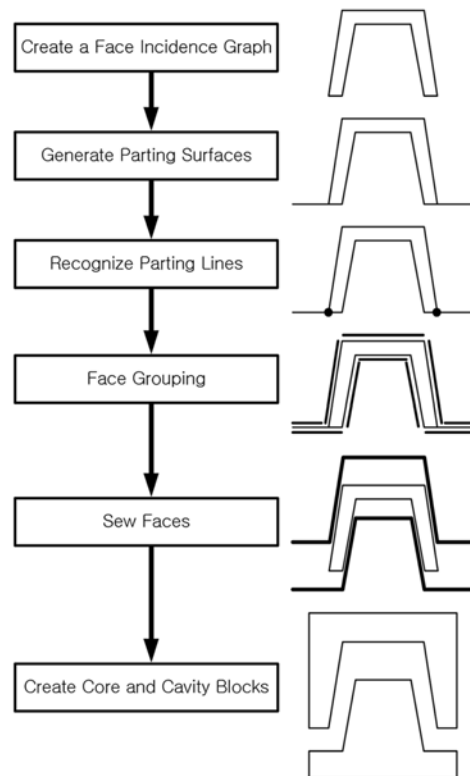 Create a Face Incidence Graph
Generate Parting Surfaces
Recognize Parting Lines
Face Grouping
Sew Faces
Create Core and Cavity Blocks